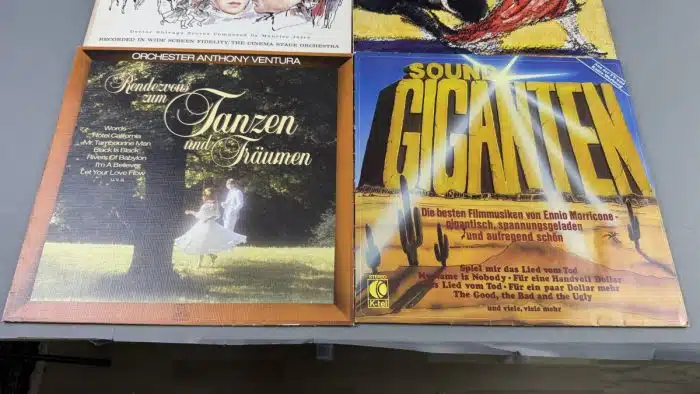 Doctor Zhivago Score Composed by Maurice Jarre
RECORDED IN WIDE SCREEN FIDELITY, THE CINEMA STAGE ORCHESTRA
ORCHESTER ANTHONY VENTURA
Rendezvous
zum
Tanzen
und
Träumen
Words
Hotel California
Mr. Tambourine Man
Black Is Black
Rivers Of Babylon
I'm A Believer
Let Your Love Flow
u.v.a.
SOUND
GIGANTEN
Die besten Filmmusiken von Ennio Morricone -
gigantisch, spannungsgeladen
und aufregend schön
Spiel mir das Lied vom Tod
My Name is Nobody · Für eine Handvoll Dollar
Das Lied vom Tod · Für ein paar Dollar mehr
The Good, the Bad and the Ugly
und viele, viele mehr
STEREO
K
K-tel